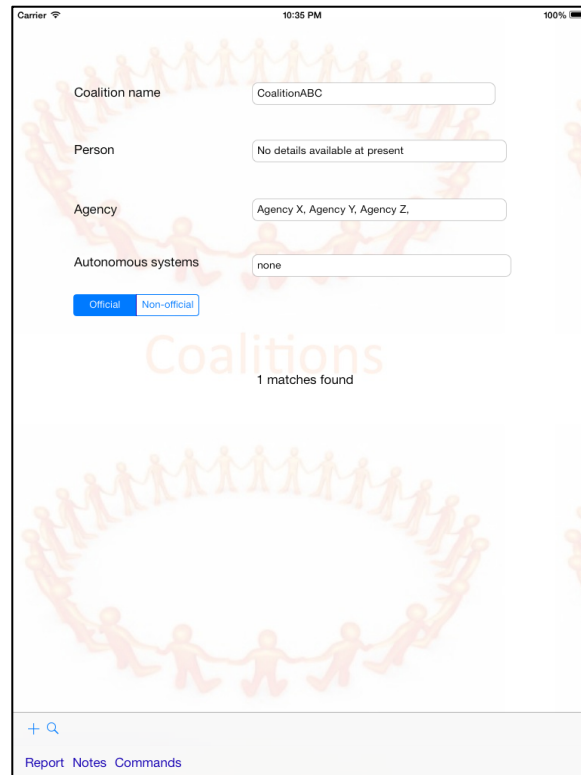 Carrier 10:35 PM 100%
Coalition name CoalitionABC
Person No details available at present
Agency Agency X, Agency Y, Agency Z,
Autonomous systems none
Official Non-official
Coalitions
1 matches found
Report Notes Commands